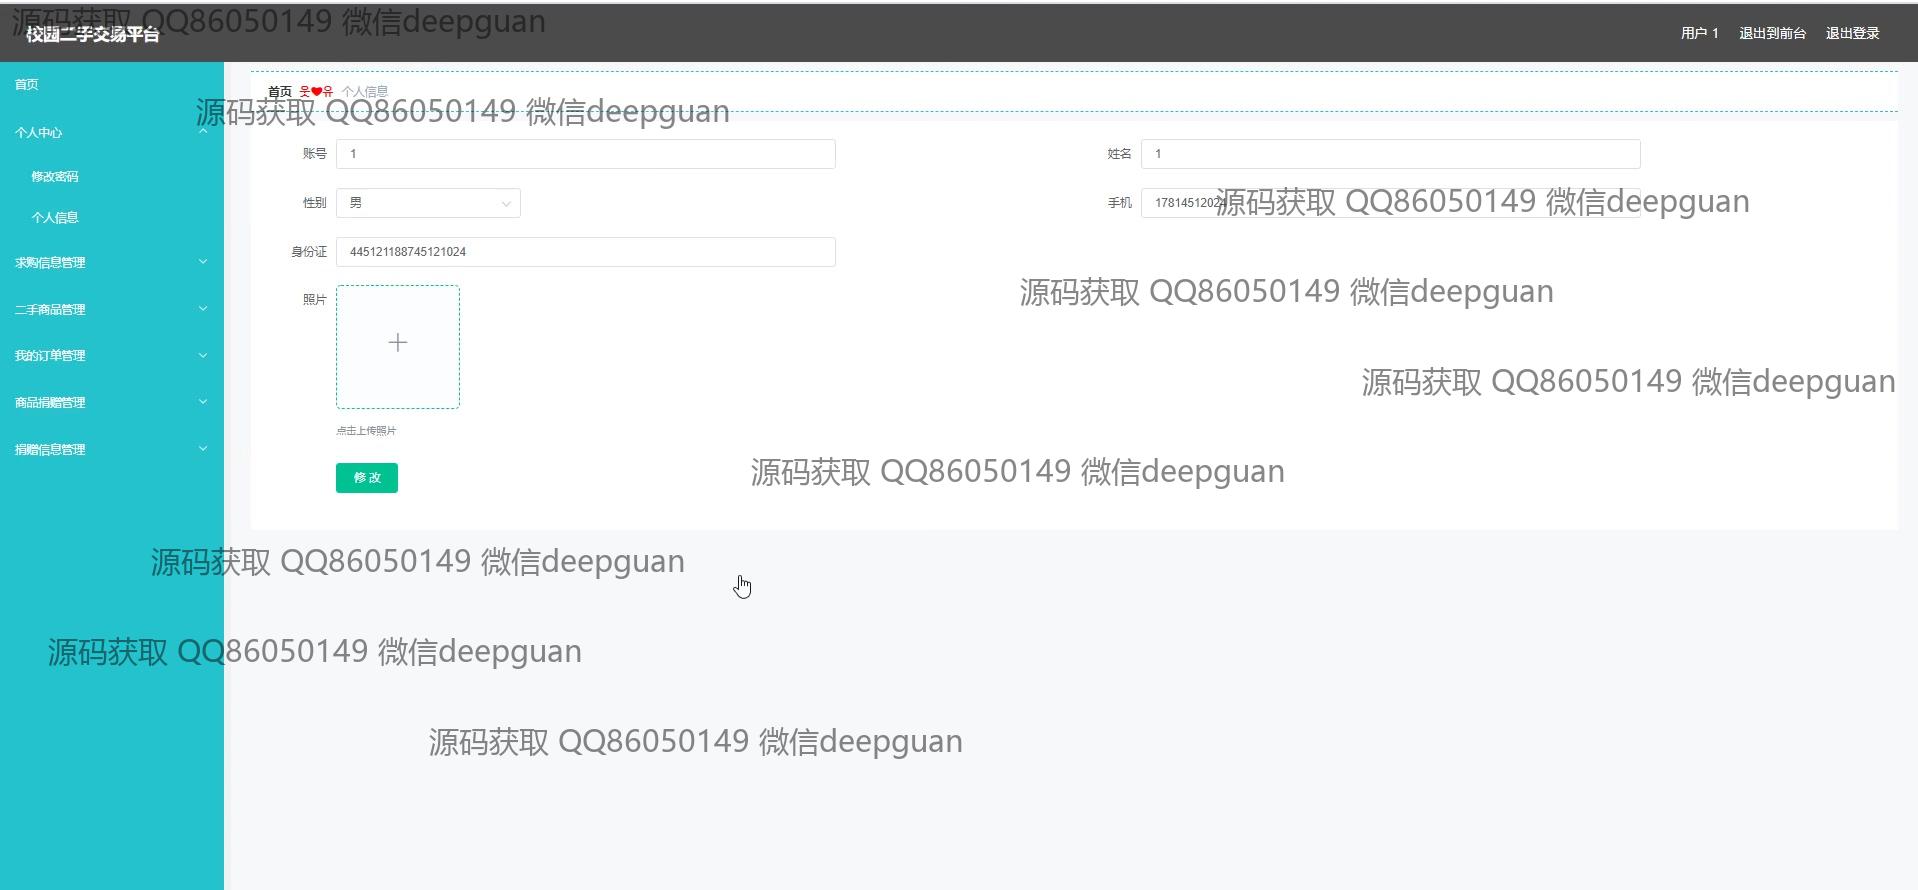 源码获取 QQ86050149 微信deepguan
校园二手交易平台
用户 1 退出到前台 退出登录
首页
个人中心
修改密码
个人信息
求购信息管理
二手商品管理
我的订单管理
商品捐赠管理
捐赠信息管理
首页 웃❤유 个人信息
源码获取 QQ86050149 微信deepguan
账号 1
姓名 1
性别 男
手机 17814512024
源码获取 QQ86050149 微信deepguan
身份证 445121188745121024
源码获取 QQ86050149 微信deepguan
照片
源码获取 QQ86050149 微信deepguan
点击上传照片
修改
源码获取 QQ86050149 微信deepguan
源码获取 QQ86050149 微信deepguan
源码获取 QQ86050149 微信deepguan
源码获取 QQ86050149 微信deepguan